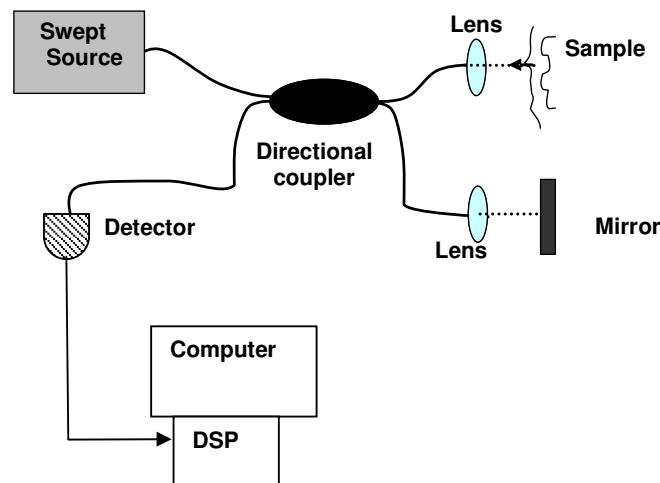 Swept
Source
Lens
Sample
Directional
coupler
Detector
Lens
Mirror
Computer
DSP